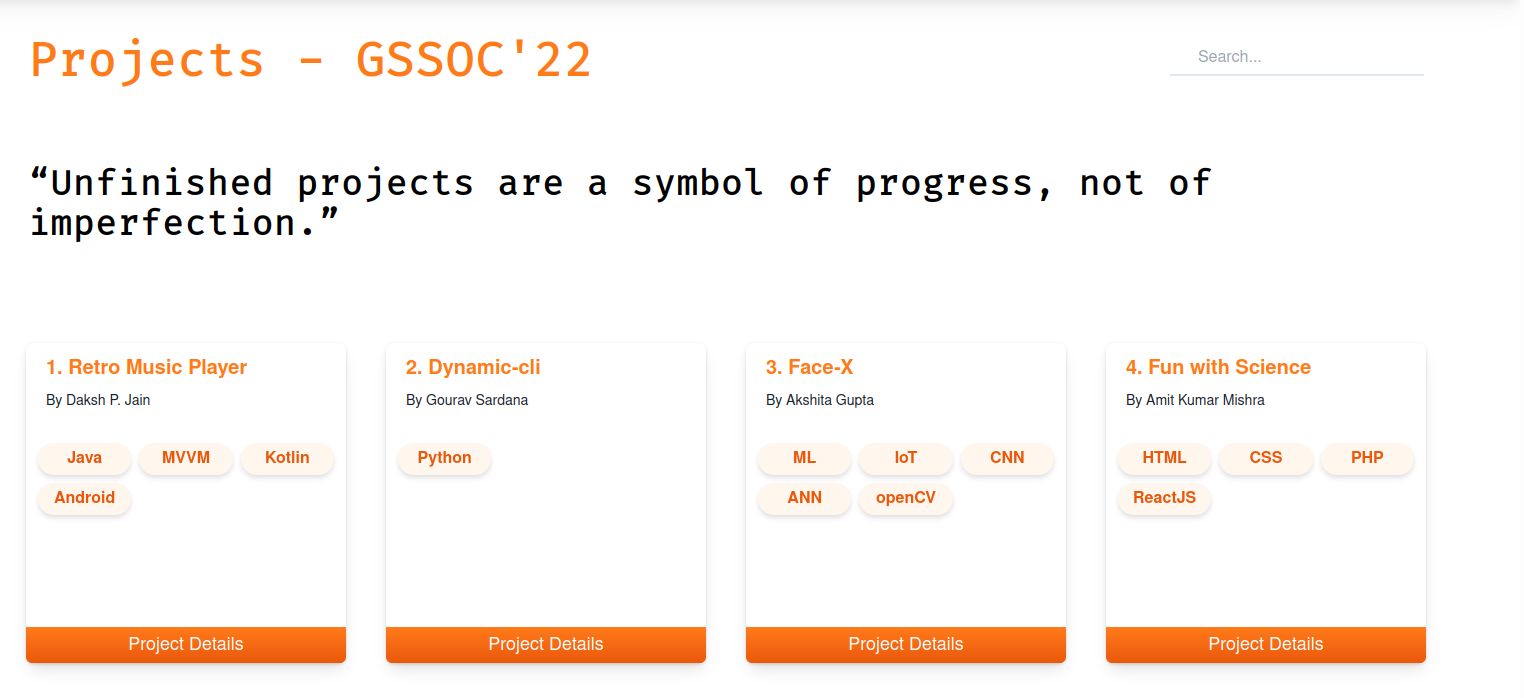 Projects - GSSOC'22
Search...
“Unfinished projects are a symbol of progress, not of
imperfection.”
1. Retro Music Player
By Daksh P. Jain
Java MVVM Kotlin
Android
Project Details
2. Dynamic-cli
By Gourav Sardana
Python
Project Details
3. Face-X
By Akshita Gupta
ML IoT CNN
ANN openCV
Project Details
4. Fun with Science
By Amit Kumar Mishra
HTML CSS PHP
ReactJS
Project Details